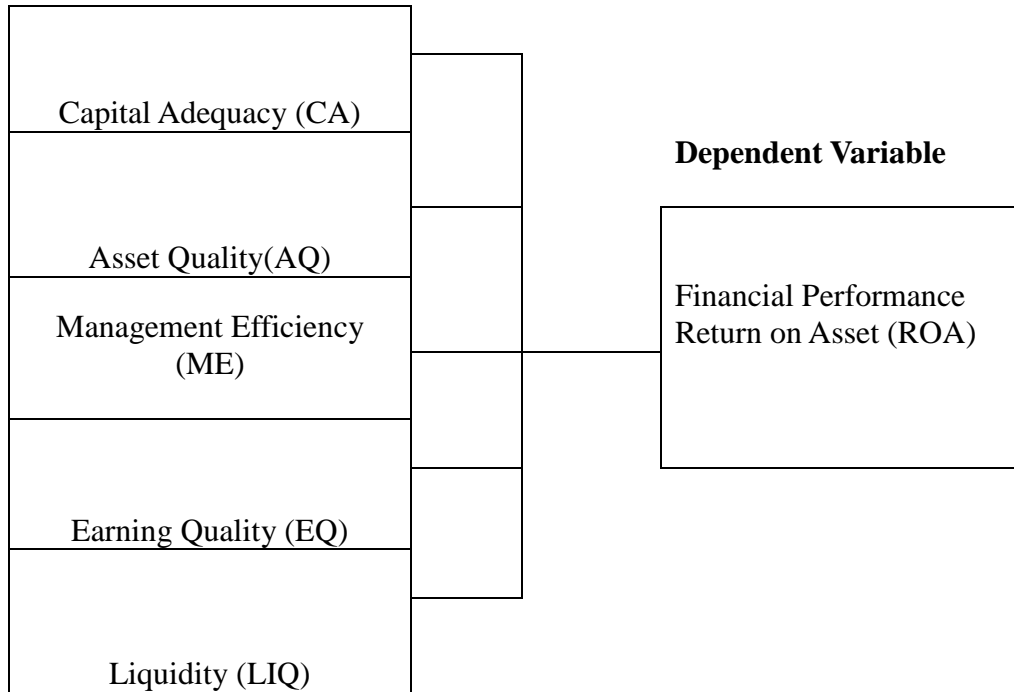 Capital Adequacy (CA)
Asset Quality(AQ)
Management Efficiency
(ME)
Earning Quality (EQ)
Liquidity (LIQ)
Dependent Variable
Financial Performance
Return on Asset (ROA)